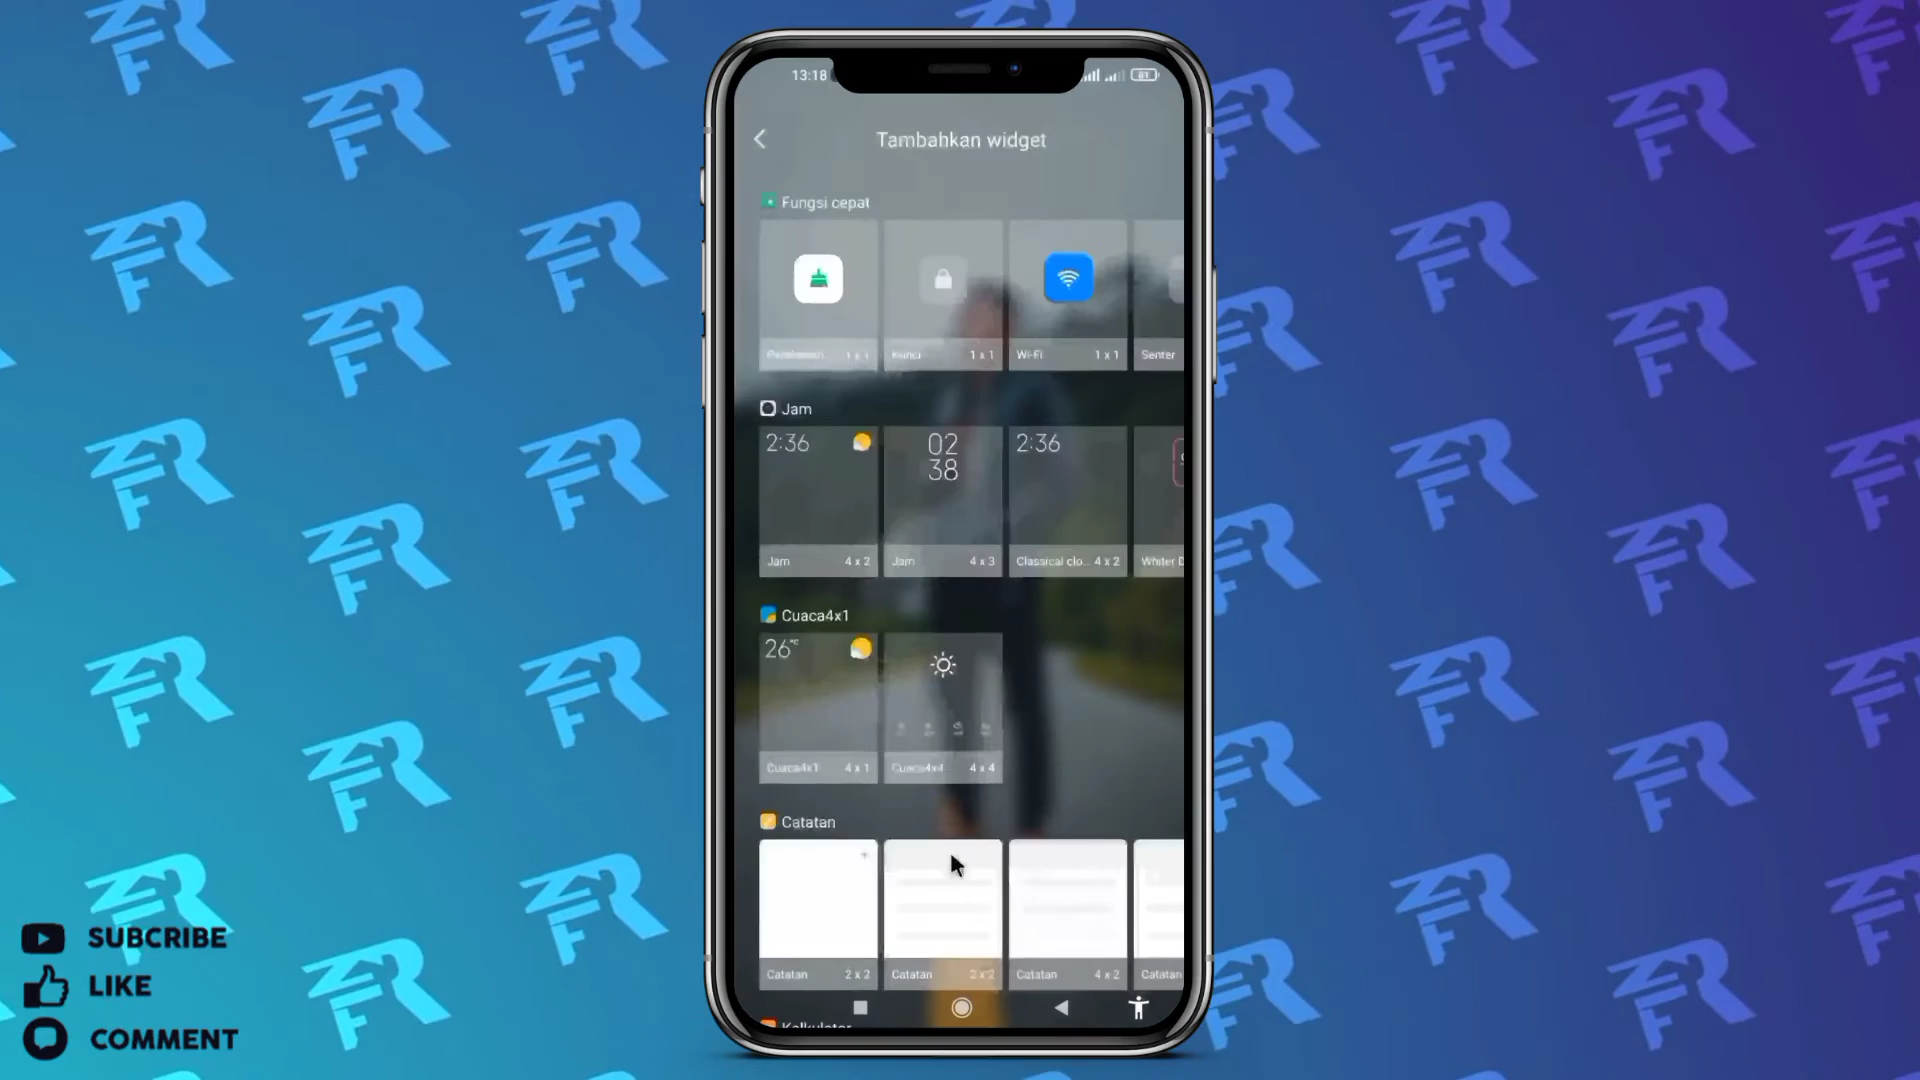 13:18
81
Tambahkan widget
Fungsi cepat
1 x 1
Kunci 1 x 1
Wi-Fi 1 x 1
Senter
Jam
2:36
02
38
2:36
Jam 4 x 2
Jam 4 x 3
Classical clo... 4 x 2
Cuaca4x1
26°c
Cuaca4x1 4 x 1
Cuaca4x4 4 x 4
Catatan
Catatan 2 x 2
Catatan 2 x 2
Catatan 4 x 2
Catatan
Kalkulator
SUBCRIBE
LIKE
COMMENT